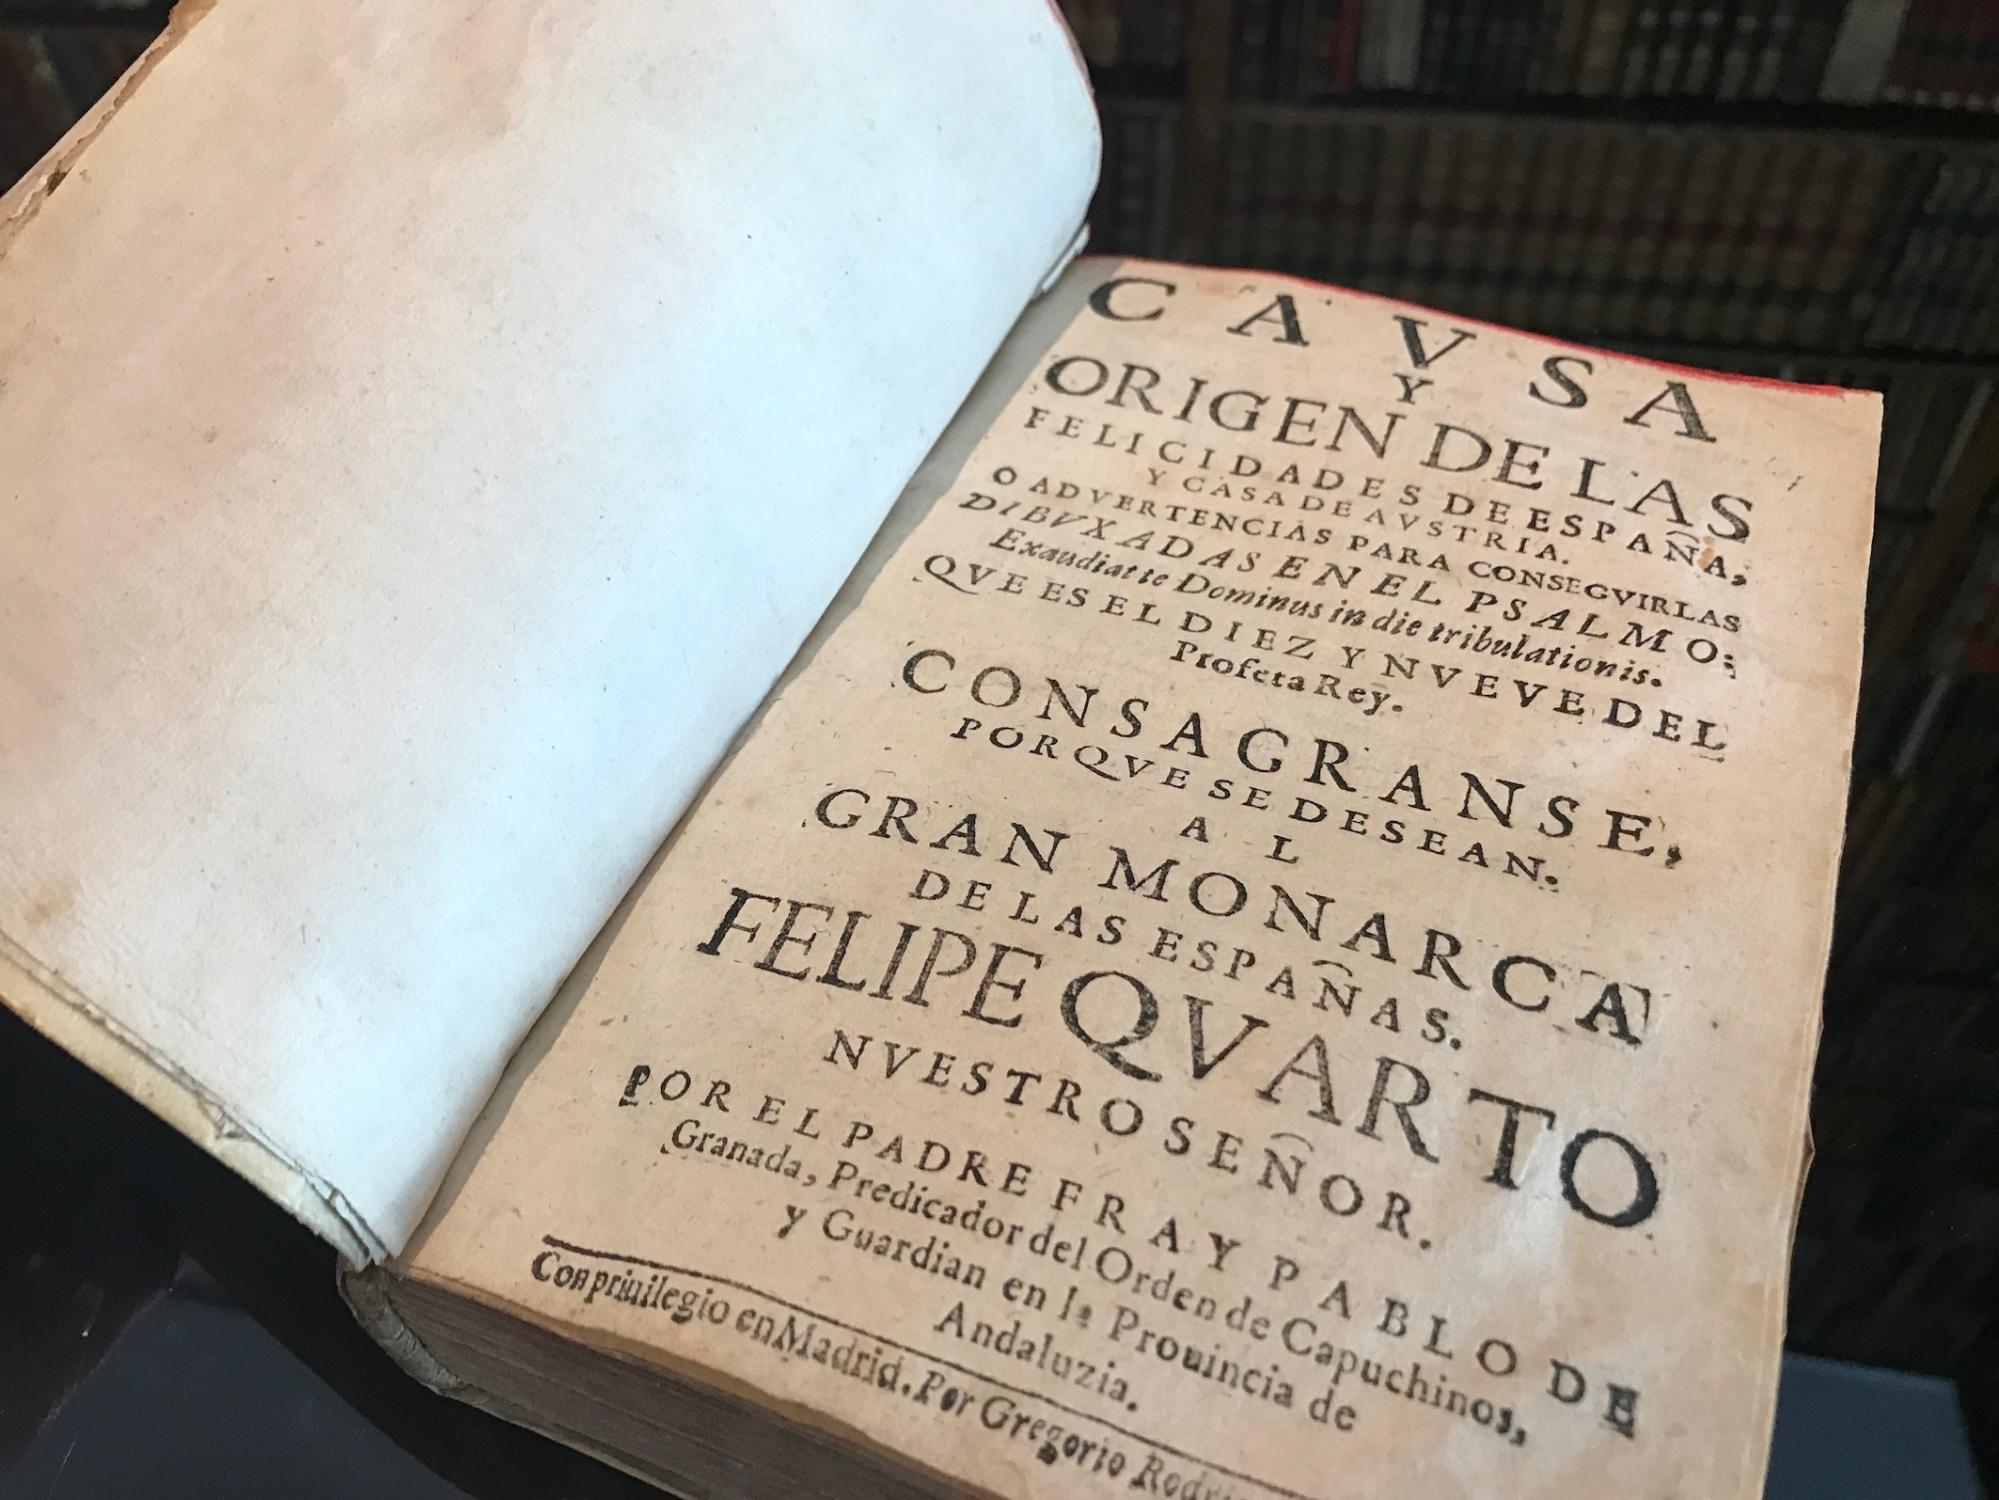 CAVSA
Y
ORIGEN DE LAS
FELICIDADES DE ESPAÑA,
Y CASA DE AVSTRIA.
O ADVERTENCIAS PARA CONSEGVIRLAS
DIBVXADAS EN EL PSALMO:
Exaudiat te Dominus in die tribulationis.
QVE ES EL DIEZ Y NVEVE DEL
Profeta Rey.
CONSAGRANSE,
PORQVE SE DESEAN.
AL
GRAN MONARCA
DE LAS ESPAÑAS.
FELIPE QVARTO
NVESTRO SEÑOR.
POR EL PADRE FRAY PABLO DE
Granada, Predicador del Orden de Capuchinos,
y Guardian en la Prouincia de
Andaluzia.
Con priuilegio en Madrid. Por Gregorio